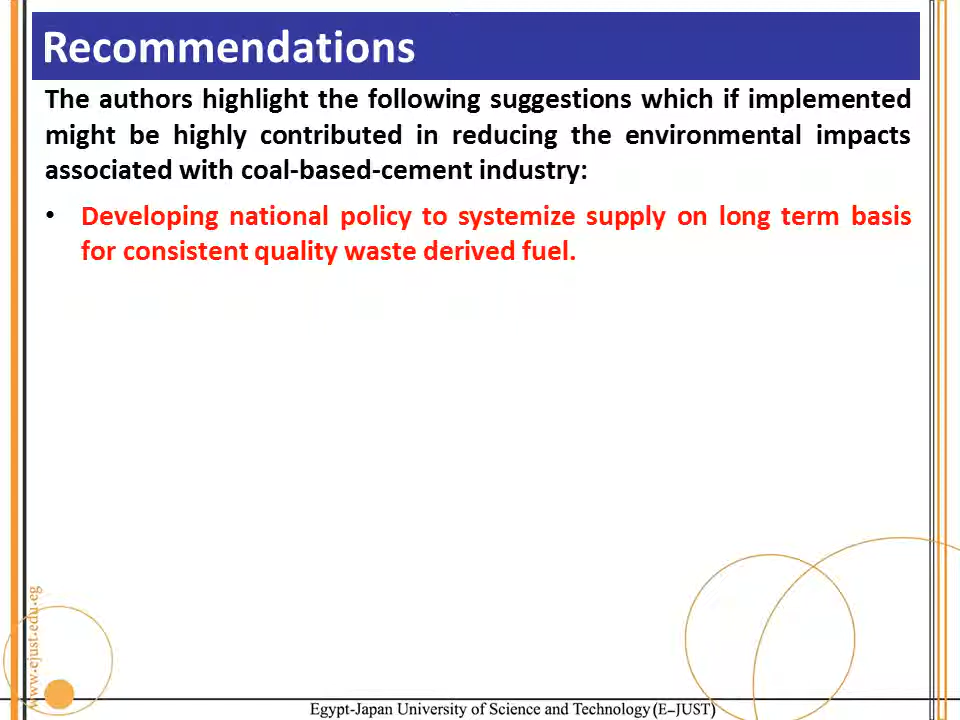 Recommendations
The authors highlight the following suggestions which if implemented
might be highly contributed in reducing the environmental impacts
associated with coal-based-cement industry:
• Developing national policy to systemize supply on long term basis
for consistent quality waste derived fuel.
www.ejust.edu.eg
Egypt-Japan University of Science and Technology (E-JUST)